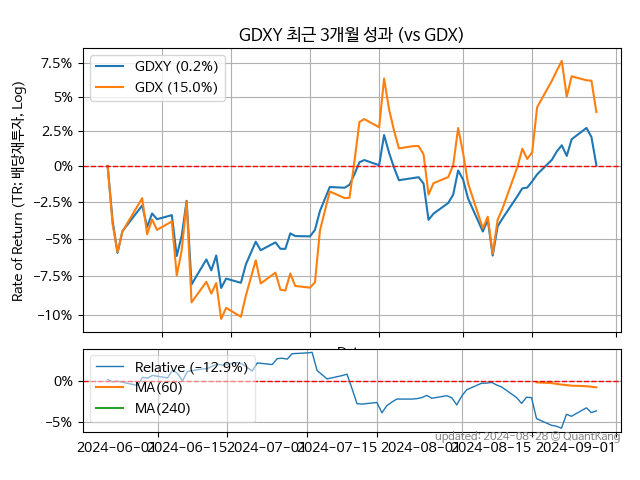 GDXY 최근 3개월 성과 (vs GDX)
Rate of Return (TR: 배당재투자, Log)
7.5%
5%
2.5%
0%
−2.5%
−5%
−7.5%
−10%
GDXY (0.2%)
GDX (15.0%)
0%
−5%
Relative (−12.9%)
MA(60)
MA(240)
updated: 2024-08-28 © QuantKang
2024−06−01 2024−06−15 2024−07−01 2024−07−15 2024−08−01 2024−08−15 2024−09−01